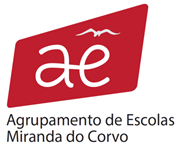 ae
Agrupamento de Escolas
Miranda do Corvo